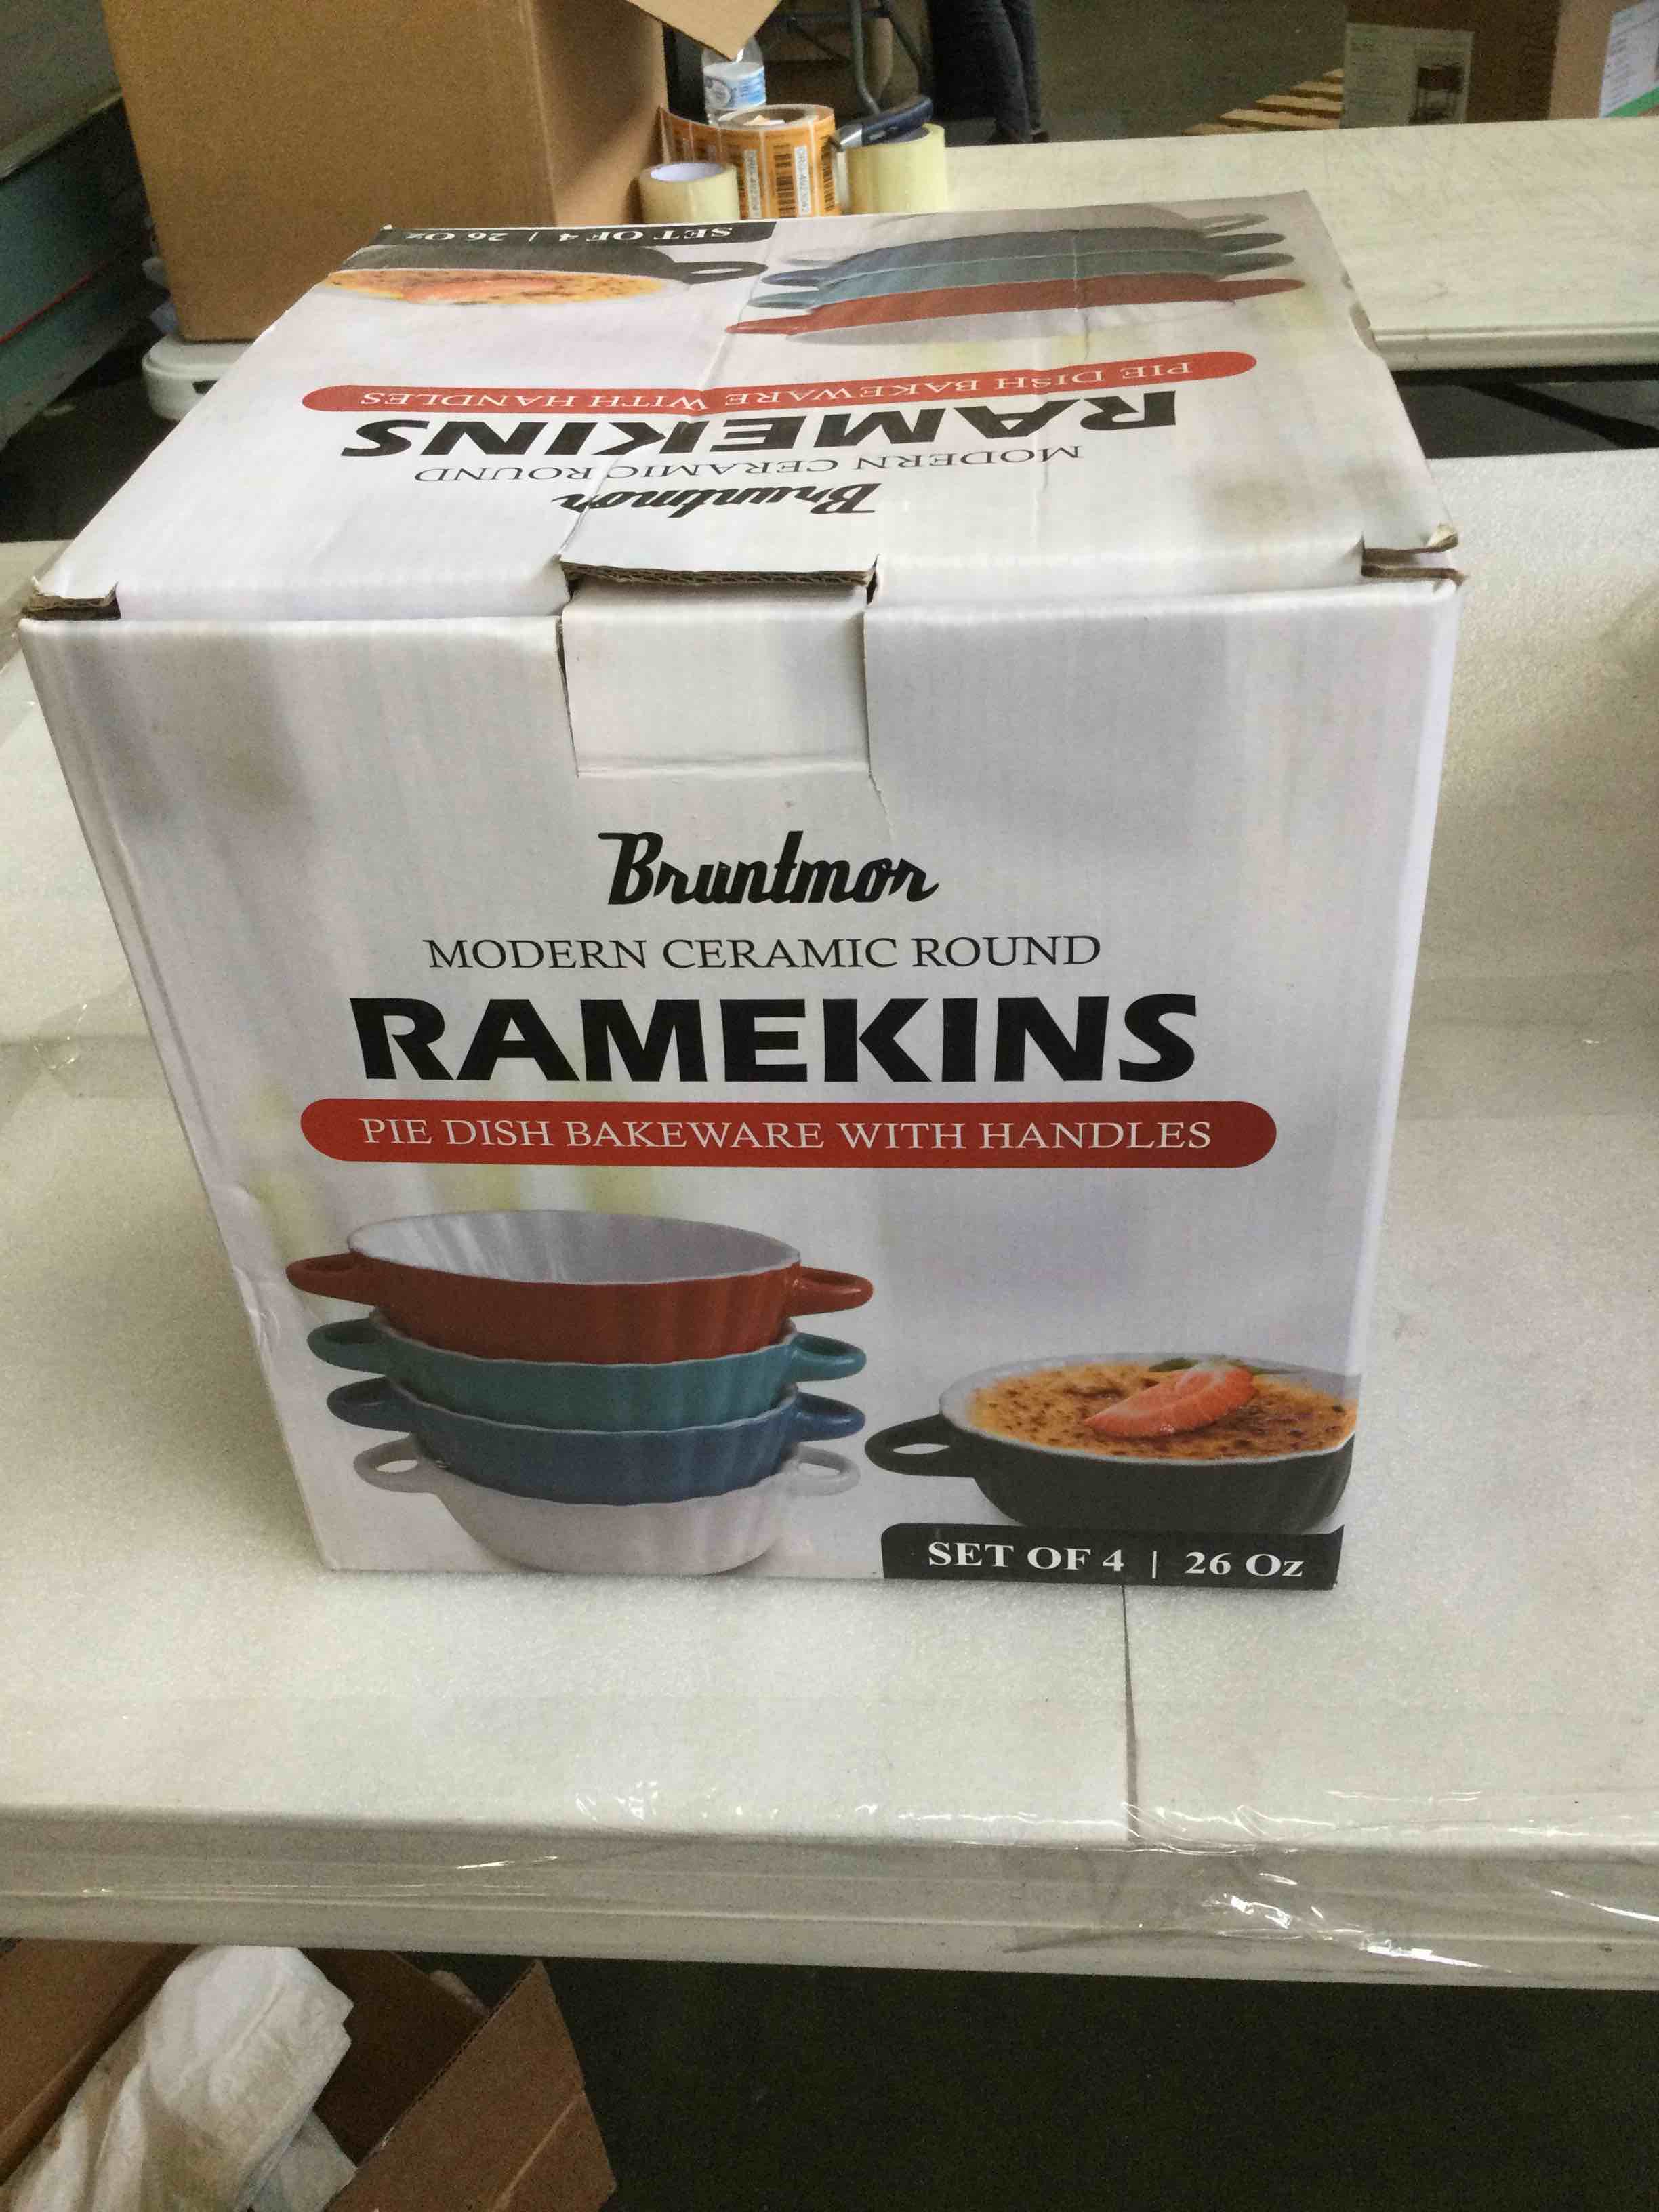 SET OF 4 | 26 Oz
PIE DISH BAKEWARE WITH HANDLES
RAMEKINS
MODERN CERAMIC ROUND
Bruntmor
Bruntmor
MODERN CERAMIC ROUND
RAMEKINS
PIE DISH BAKEWARE WITH HANDLES
SET OF 4 | 26 Oz